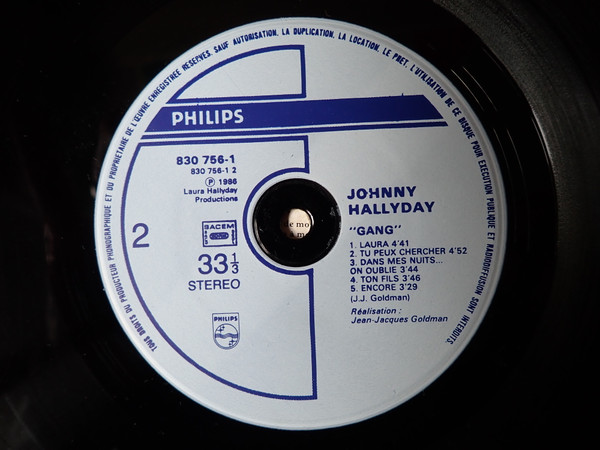 TOUS DROITS DU PRODUCTEUR PHONOGRAPHIQUE ET DU PROPRIETAIRE DE L'ŒUVRE ENREGISTREE RESERVES. SAUF AUTORISATION, LA DUPLICATION, LA LOCATION, LE PRET, L'UTILISATION DE CE DISQUE POUR EXECUTION PUBLIQUE ET RADIODIFFUSION SONT INTERDITS.
PHILIPS
830 756-1
830 756-1 2
Ⓟ 1986
Laura Hallyday
Productions
2
SACEM
33 1/3
STEREO
PHILIPS
JOHNNY
HALLYDAY
"GANG"
1. LAURA 4'41
2. TU PEUX CHERCHER 4'52
3. DANS MES NUITS...
ON OUBLIE 3'44
4. TON FILS 3'46
5. ENCORE 3'29
(J.J. Goldman)
Réalisation :
Jean-Jacques Goldman